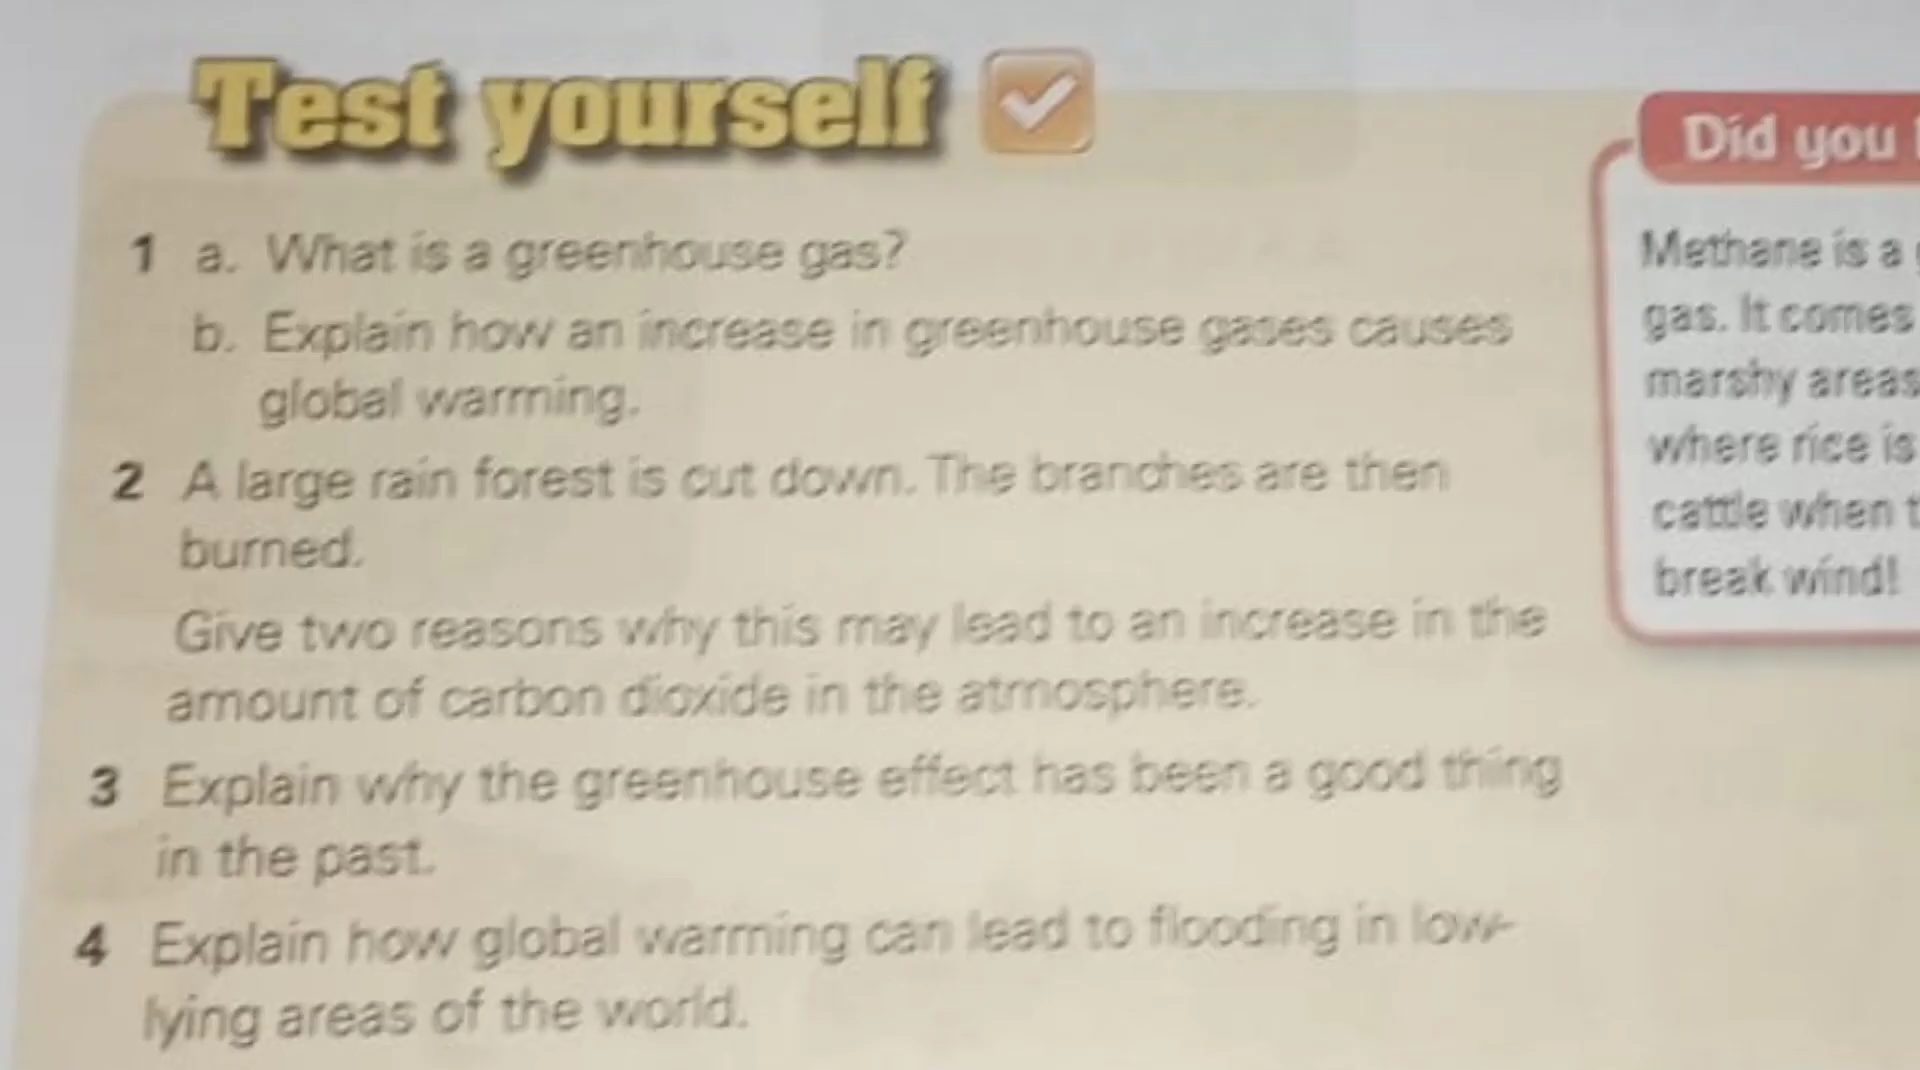 Test yourself
1 a. What is a greenhouse gas?
b. Explain how an increase in greenhouse gases causes
global warming.
2 A large rain forest is cut down. The branches are then
burned.
Give two reasons why this may lead to an increase in the
amount of carbon dioxide in the atmosphere.
3 Explain why the greenhouse effect has been a good thing
in the past.
4 Explain how global warming can lead to flooding in low-
lying areas of the world.
Did you
Methane is a
gas. It comes
marshy areas
where rice is
cattle when
break wind!